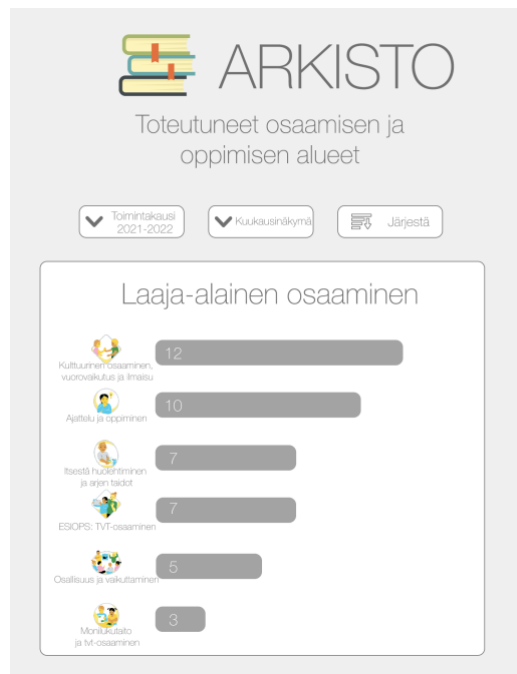 ARKISTO
Toteutuneet osaamisen ja
oppimisen alueet
Toimintakausi
2021-2022
Kuukausinäkymä
Järjestä
Laaja-alainen osaaminen
12
Kulttuurinen osaaminen,
vuorovaikutus ja ilmaisu
10
Ajattelu ja oppiminen
7
Itsestä huolehtiminen
ja arjen taidot
7
ESIOPS: TVT-osaaminen
5
Osallisuus ja vaikuttaminen
3
Monilukutaito
ja tvt-osaaminen